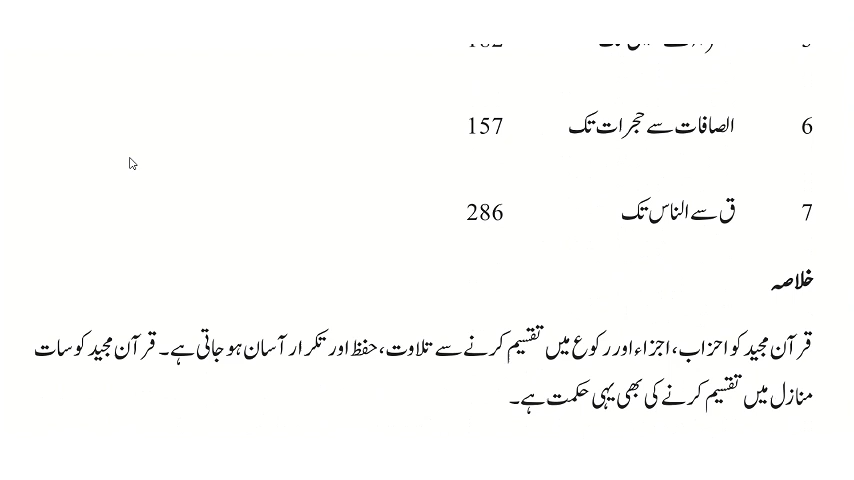 6 الصافات سے حجرات تک 157
7 ق سے الناس تک 286
خلاصہ
قرآن مجید کو احزاب، اجزاء اور رکوع میں تقسیم کرنے سے تلاوت، حفظ اور تکرار آسان ہو جاتی ہے۔ قرآن مجید کو سات
منازل میں تقسیم کرنے کی بھی یہی حکمت ہے۔